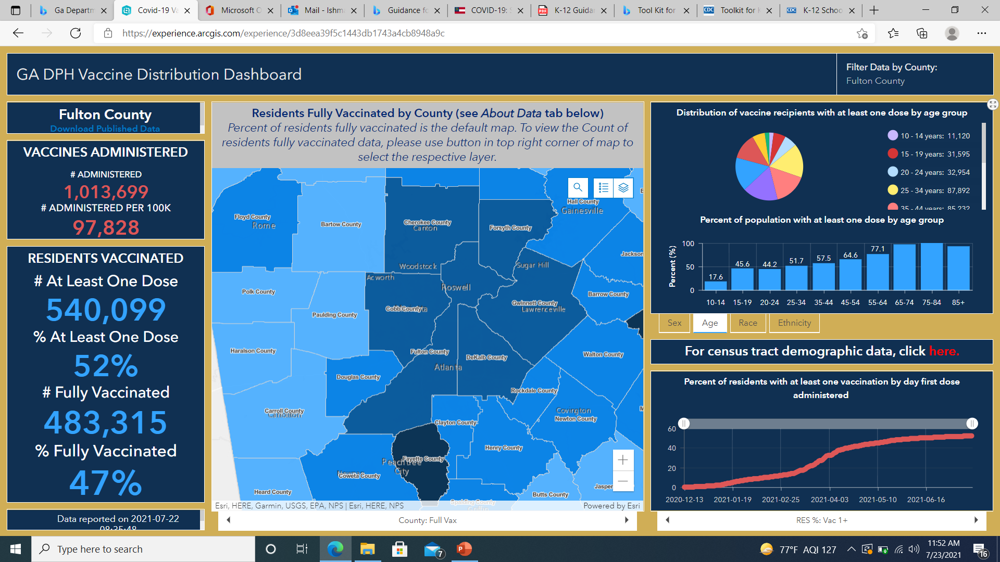 Ga Departm
Covid-19 Va
Microsoft O
Mail - Ishma
Guidance fo
COVID-19: S
K-12 Guidan
Tool Kit for
Toolkit for K
K-12 Schoo
https://experience.arcgis.com/experience/3d8eea39f5c1443db1743a4cb8948a9c
GA DPH Vaccine Distribution Dashboard
Filter Data by County:
Fulton County
Fulton County
Download Published Data
VACCINES ADMINISTERED
# ADMINISTERED
1,013,699
# ADMINISTERED PER 100K
97,828
RESIDENTS VACCINATED
# At Least One Dose
540,099
% At Least One Dose
52%
# Fully Vaccinated
483,315
% Fully Vaccinated
47%
Data reported on 2021-07-22
08:35:48
Residents Fully Vaccinated by County (see About Data tab below)
Percent of residents fully vaccinated is the default map. To view the Count of
residents fully vaccinated data, please use button in top right corner of map to
select the respective layer.
Hall County
Gainesville
Floyd County
Rome
Bartow County
Cherokee County
Canton
Forsyth County
Jackson
Woodstock
Sugar Hill
Acworth
Roswell
Polk County
Barrow County
Gwinnett County
Lawrenceville
Cobb County
Paulding County
Haralson County
Fulton County
Walton County
DeKalb County
Atlanta
Douglas County
Rockdale County
Carroll County
Carrollton
Covington
Newton County
Clayton County
Henry County
Fayette County
Peachtree
City
Newnan
Coweta County
Heard County
Butts County
Jasper
Spalding County
Griffin
Esri, HERE, Garmin, USGS, EPA, NPS | Esri, HERE, NPS
Powered by Esri
County: Full Vax
Distribution of vaccine recipients with at least one dose by age group
10 - 14 years: 11,120
15 - 19 years: 31,595
20 - 24 years: 32,954
25 - 34 years: 87,892
35 - 44 years: 85,232
Percent of population with at least one dose by age group
Percent (%)
100
50
0
17.6
45.6
44.2
51.7
57.5
64.6
77.1
10-14 15-19 20-24 25-34 35-44 45-54 55-64 65-74 75-84 85+
Sex Age Race Ethnicity
For census tract demographic data, click here.
Percent of residents with at least one vaccination by day first dose
administered
60
40
20
0
2020-12-13 2021-01-19 2021-02-25 2021-04-03 2021-05-10 2021-06-16
RES %: Vac 1+
Type here to search
7
77°F AQI 127
11:52 AM
7/23/2021
16